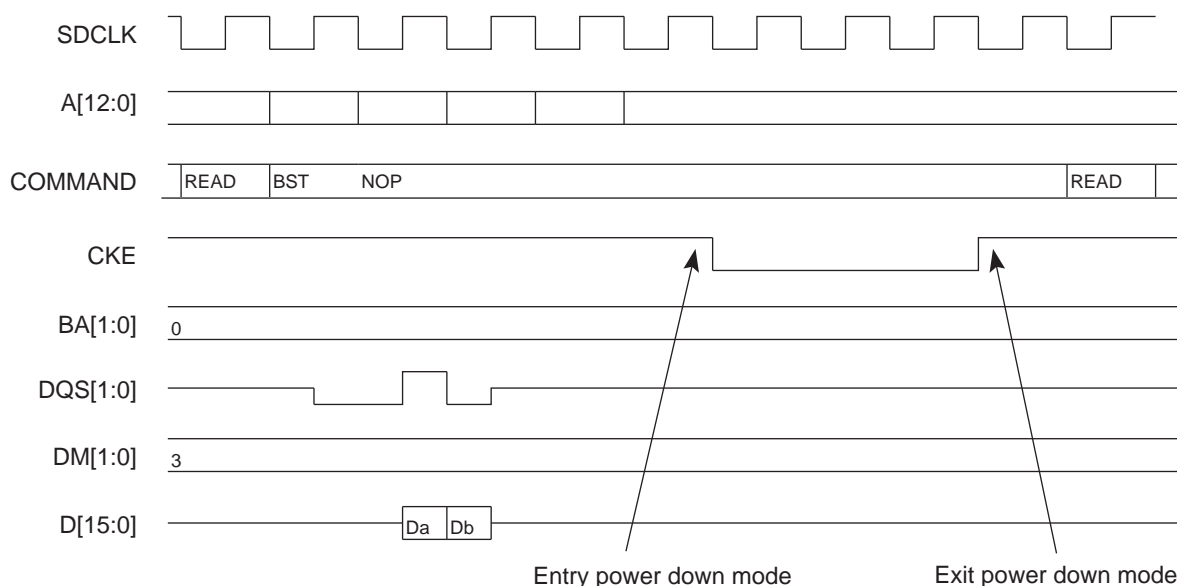 SDCLK
A[12:0]
COMMAND READ BST NOP READ
CKE
BA[1:0] 0
DQS[1:0]
DM[1:0] 3
D[15:0] Da Db
Entry power down mode Exit power down mode